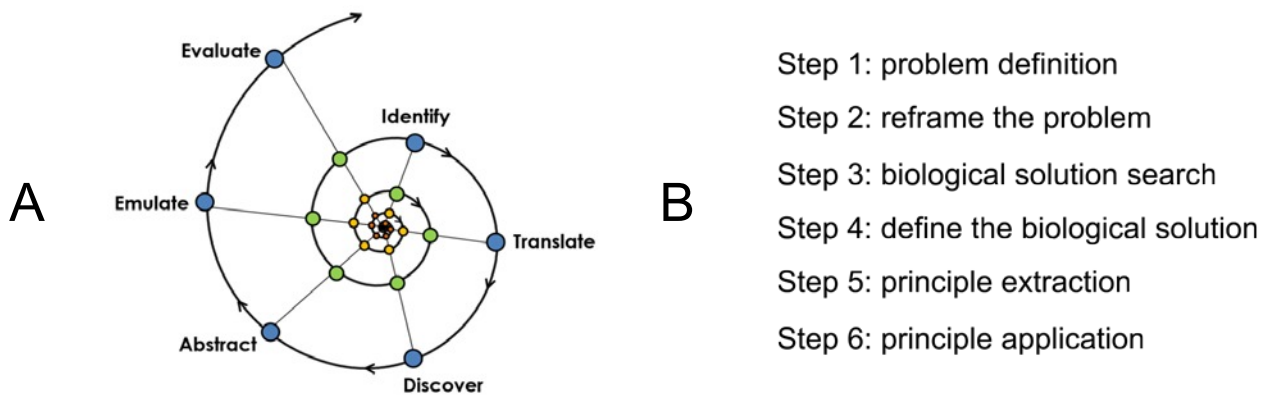 A
Evaluate
Identify
Emulate
Translate
Abstract
Discover
B
Step 1: problem definition
Step 2: reframe the problem
Step 3: biological solution search
Step 4: define the biological solution
Step 5: principle extraction
Step 6: principle application